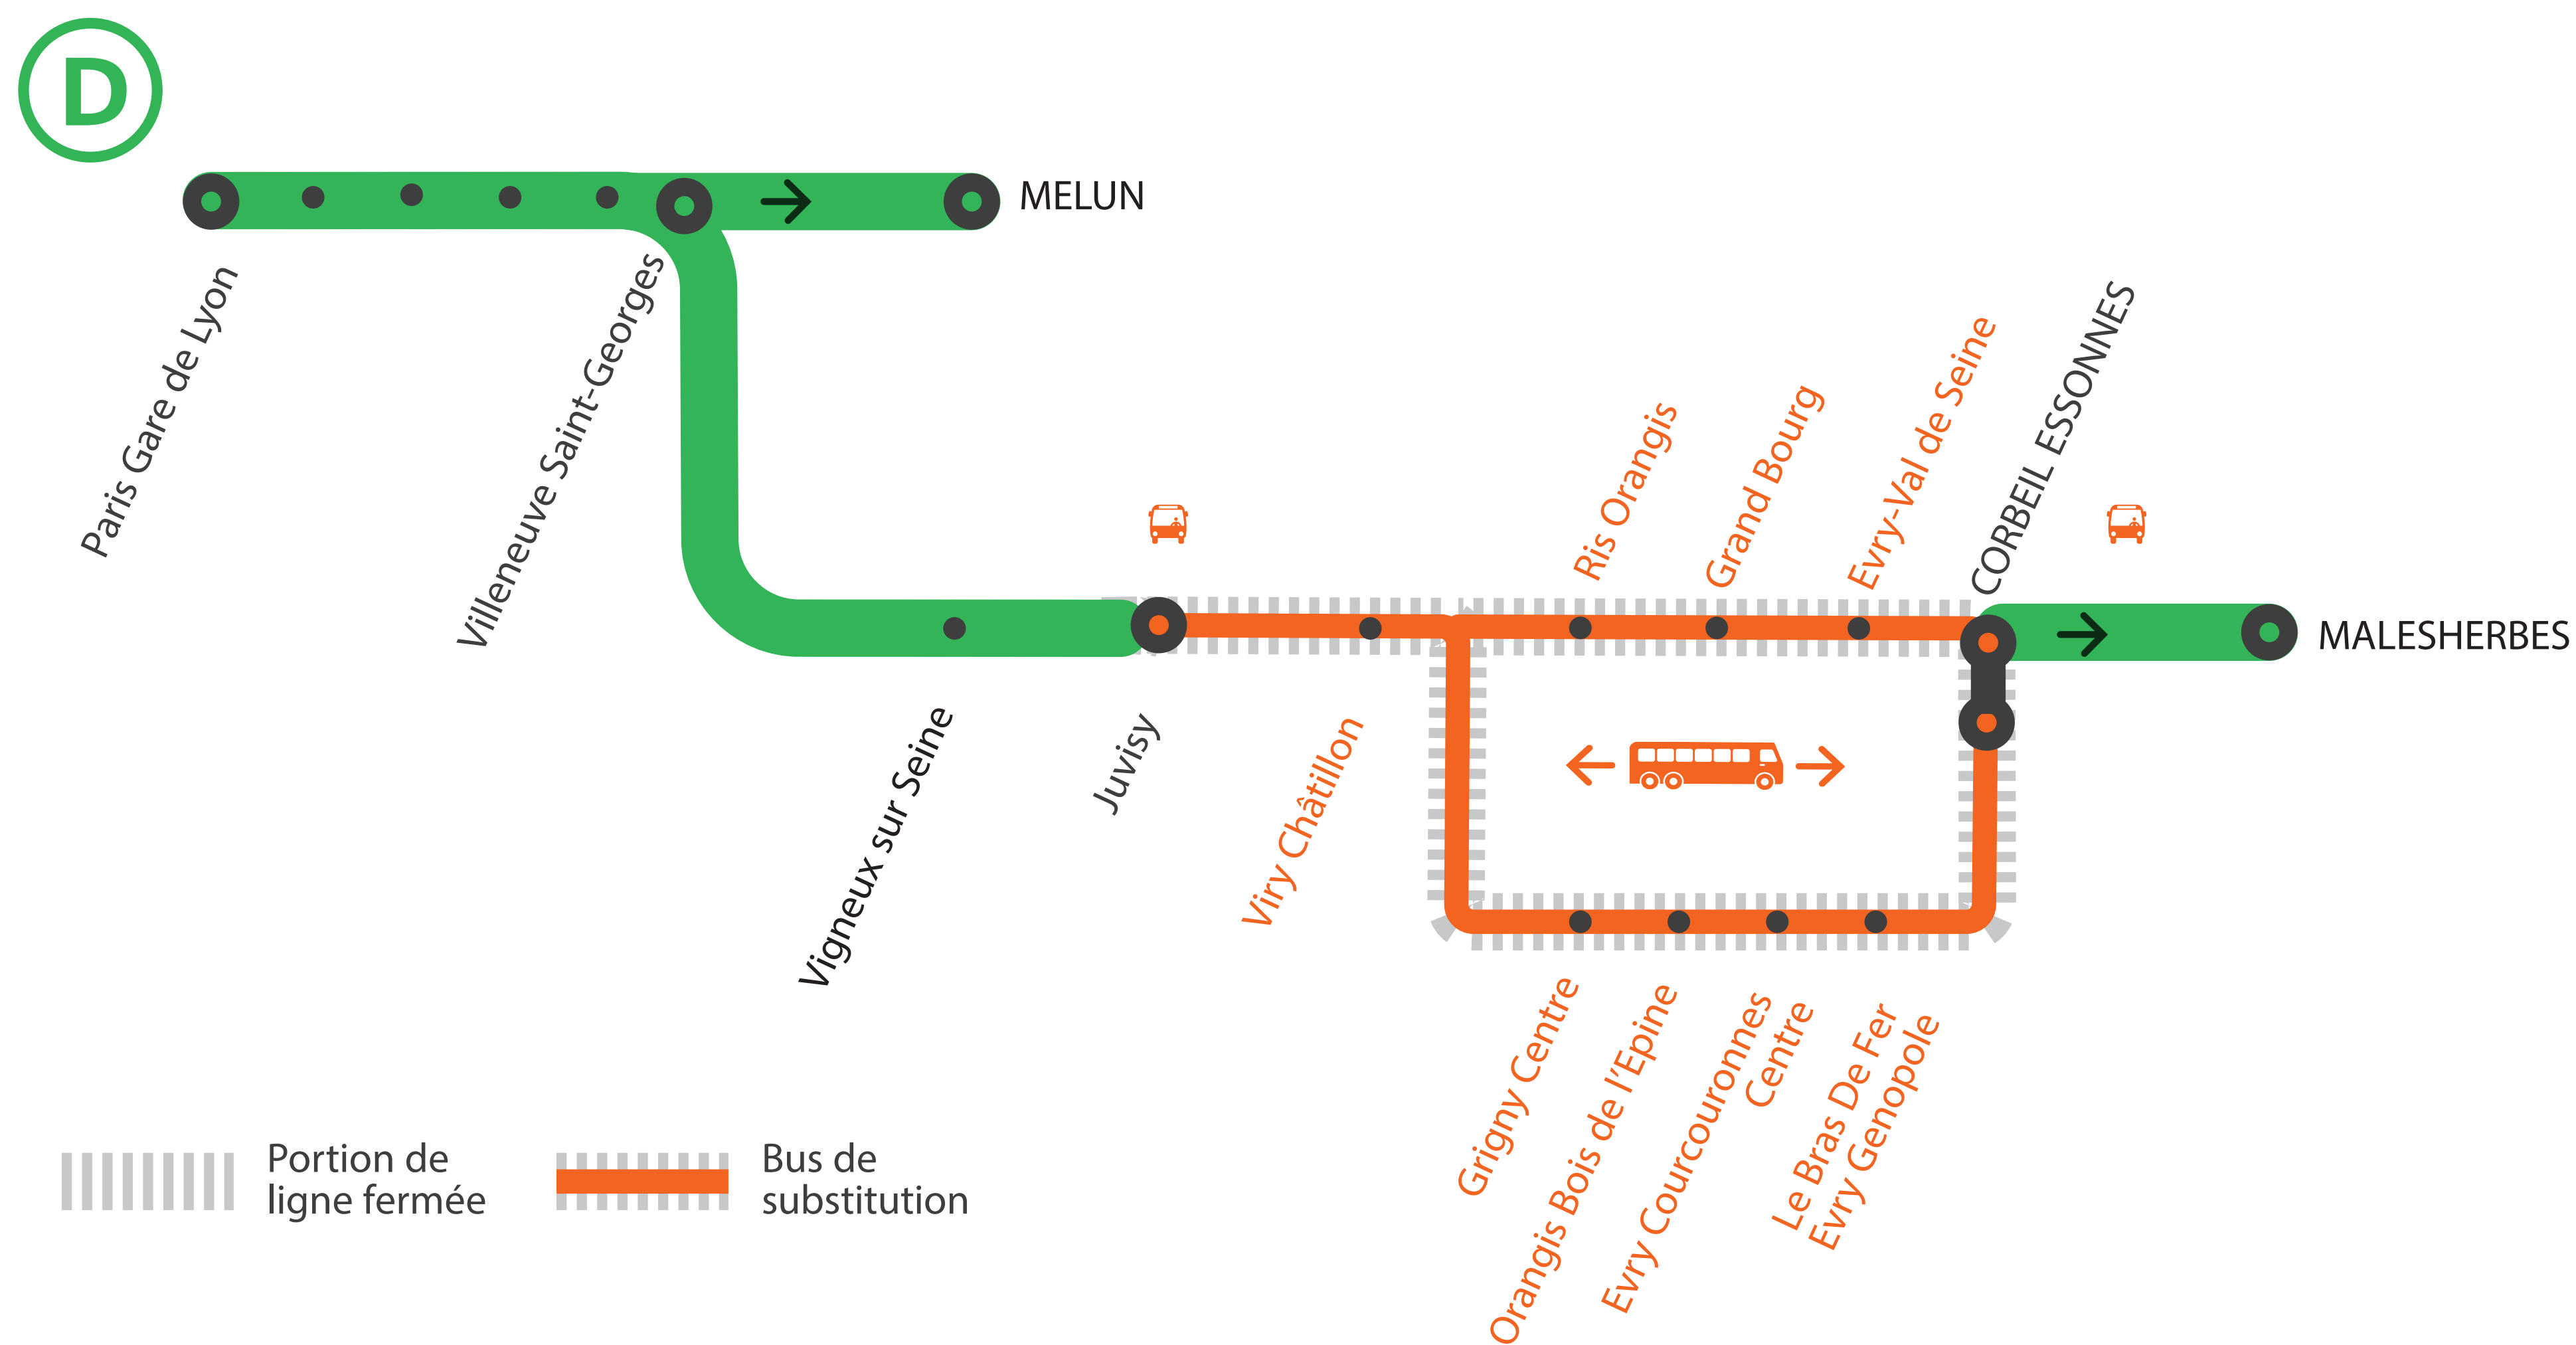 D
MELUN
Paris Gare de Lyon
Villeneuve Saint-Georges
Vigneux sur Seine
Juvisy
Viry Châtillon
Ris Orangis
Grand Bourg
Evry-Val de Seine
CORBEIL ESSONNES
MALESHERBES
Grigny Centre
Orangis Bois de l'Epine
Evry Courcouronnes
Centre
Le Bras De Fer
Evry Genopole
Portion de
ligne fermée
Bus de
substitution